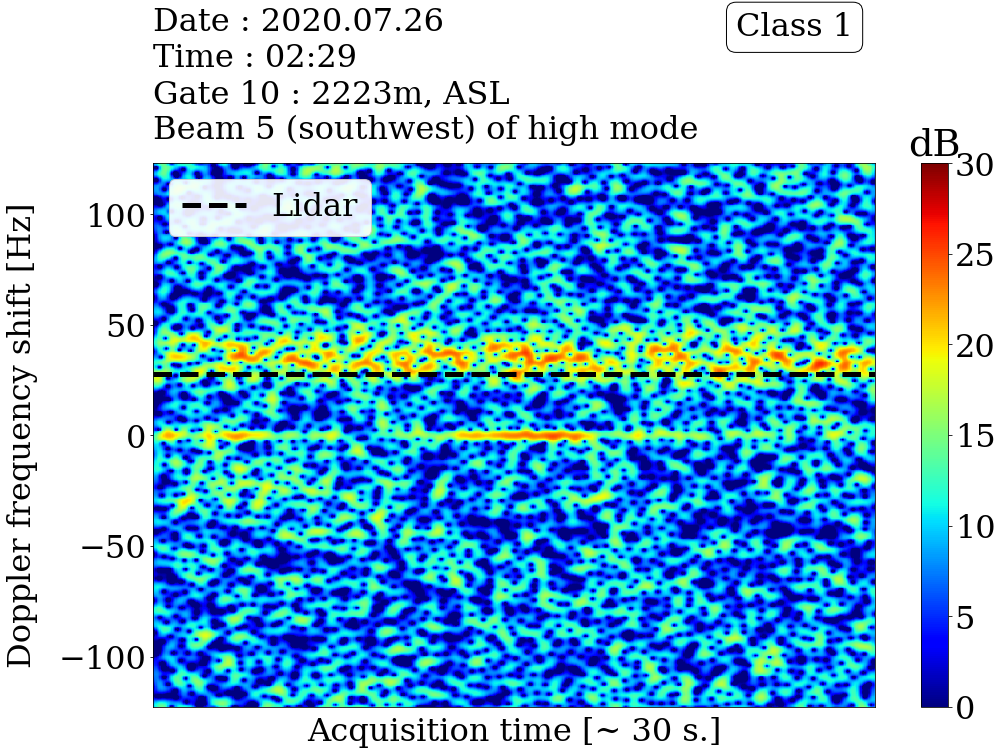 Date : 2020.07.26
Time : 02:29
Gate 10 : 2223m, ASL
Beam 5 (southwest) of high mode
Class 1
dB
Lidar
Doppler frequency shift [Hz]
100
50
0
−50
−100
30
25
20
15
10
5
0
Acquisition time [~ 30 s.]